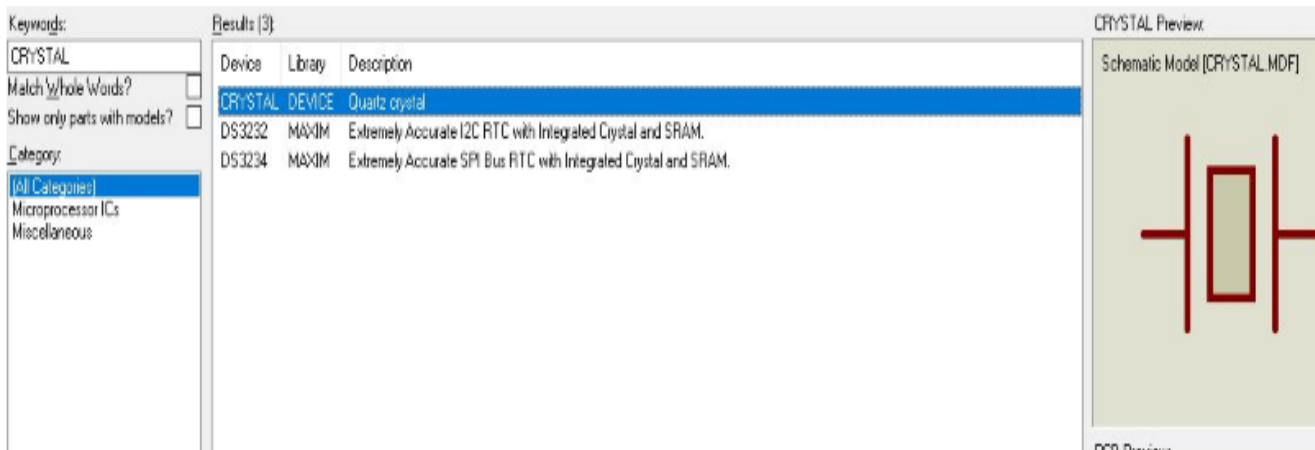 Keywords:
CRYSTAL
Match Whole Words?
Show only parts with models?
Category:
(All Categories)
Microprocessor ICs
Miscellaneous
Results (3):
Device Library Description
CRYSTAL DEVICE Quartz crystal
DS3232 MAXIM Extremely Accurate I2C RTC with Integrated Crystal and SRAM.
DS3234 MAXIM Extremely Accurate SPI Bus RTC with Integrated Crystal and SRAM.
CRYSTAL Preview:
Schematic Model [CRYSTAL.MDF]